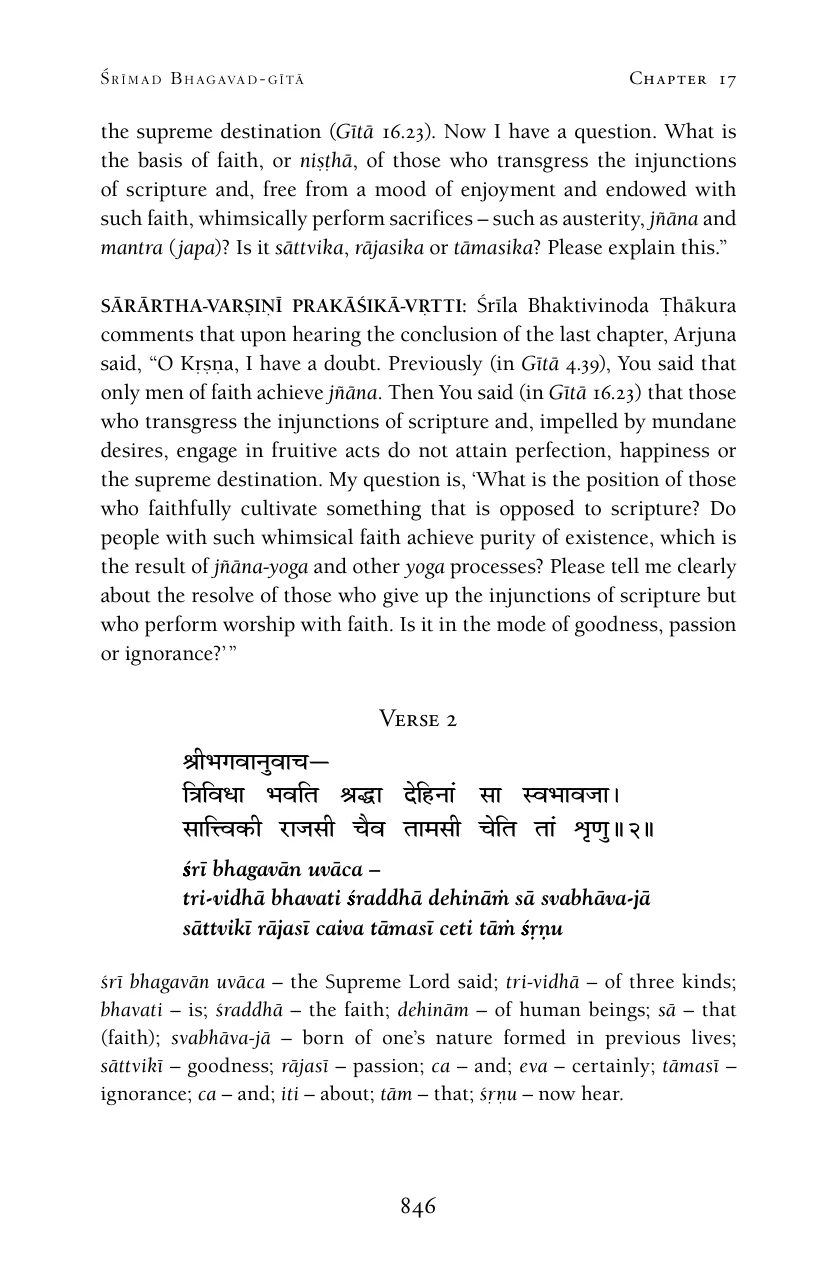 Śrīmad Bhagavad-gītā Chapter 17
the supreme destination (Gītā 16.23). Now I have a question. What is
the basis of faith, or niṣṭhā, of those who transgress the injunctions
of scripture and, free from a mood of enjoyment and endowed with
such faith, whimsically perform sacrifices – such as austerity, jñāna and
mantra (japa)? Is it sāttvika, rājasika or tāmasika? Please explain this.”
SĀRĀRTHA-VARṢIṆĪ PRAKĀŚIKĀ-VṚTTI: Śrīla Bhaktivinoda Ṭhākura
comments that upon hearing the conclusion of the last chapter, Arjuna
said, “O Kṛṣṇa, I have a doubt. Previously (in Gītā 4.39), You said that
only men of faith achieve jñāna. Then You said (in Gītā 16.23) that those
who transgress the injunctions of scripture and, impelled by mundane
desires, engage in fruitive acts do not attain perfection, happiness or
the supreme destination. My question is, ‘What is the position of those
who faithfully cultivate something that is opposed to scripture? Do
people with such whimsical faith achieve purity of existence, which is
the result of jñāna-yoga and other yoga processes? Please tell me clearly
about the resolve of those who give up the injunctions of scripture but
who perform worship with faith. Is it in the mode of goodness, passion
or ignorance?’”
Verse 2
श्रीभगवानुवाच—
त्रिविधा भवति श्रद्धा देहिनां सा स्वभावजा।
सात्त्विकी राजसी चैव तामसी चेति तां शृणु॥२॥
śrī bhagavān uvāca –
tri-vidhā bhavati śraddhā dehināṁ sā svabhāva-jā
sāttvikī rājasī caiva tāmasī ceti tāṁ śṛṇu
śrī bhagavān uvāca – the Supreme Lord said; tri-vidhā – of three kinds;
bhavati – is; śraddhā – the faith; dehinām – of human beings; sā – that
(faith); svabhāva-jā – born of one’s nature formed in previous lives;
sāttvikī – goodness; rājasī – passion; ca – and; eva – certainly; tāmasī –
ignorance; ca – and; iti – about; tām – that; śṛṇu – now hear.
846